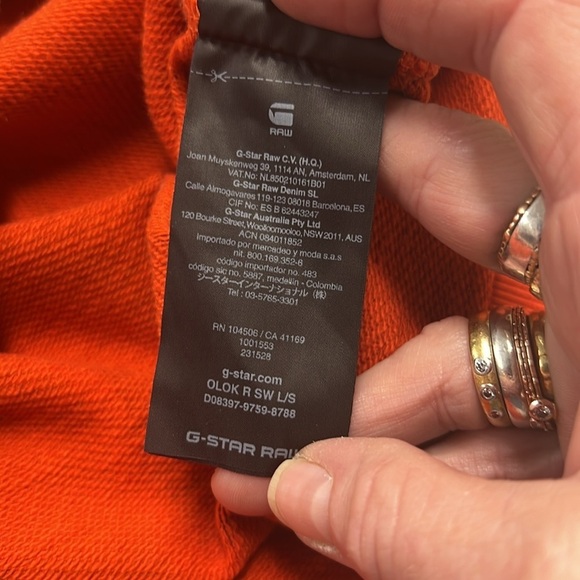 RAW
G-Star Raw C.V. (H.Q.)
Joan Muyskenweg 39, 1114 AN, Amsterdam, NL
VAT.No: NL850210161B01
G-Star Raw Denim SL
Calle Almogavares 119-123 08018 Barcelona, ES
CIF No: ES B 62443247
G-Star Australia Pty Ltd
120 Bourke Street, Woolloomooloo, NSW 2011, AUS
ACN 084011852
Importado por mercadeo y moda s.a.s
nit. 800.169.352-8
código importador no. 483
código sic no. 5887, medellin - Colombia
ジースターインターナショナル（株）
Tel : 03-5765-3301
RN 104506 / CA 41169
1001553
231528
g-star.com
OLOK R SW L/S
D08397-9759-8788
G-STAR RAW